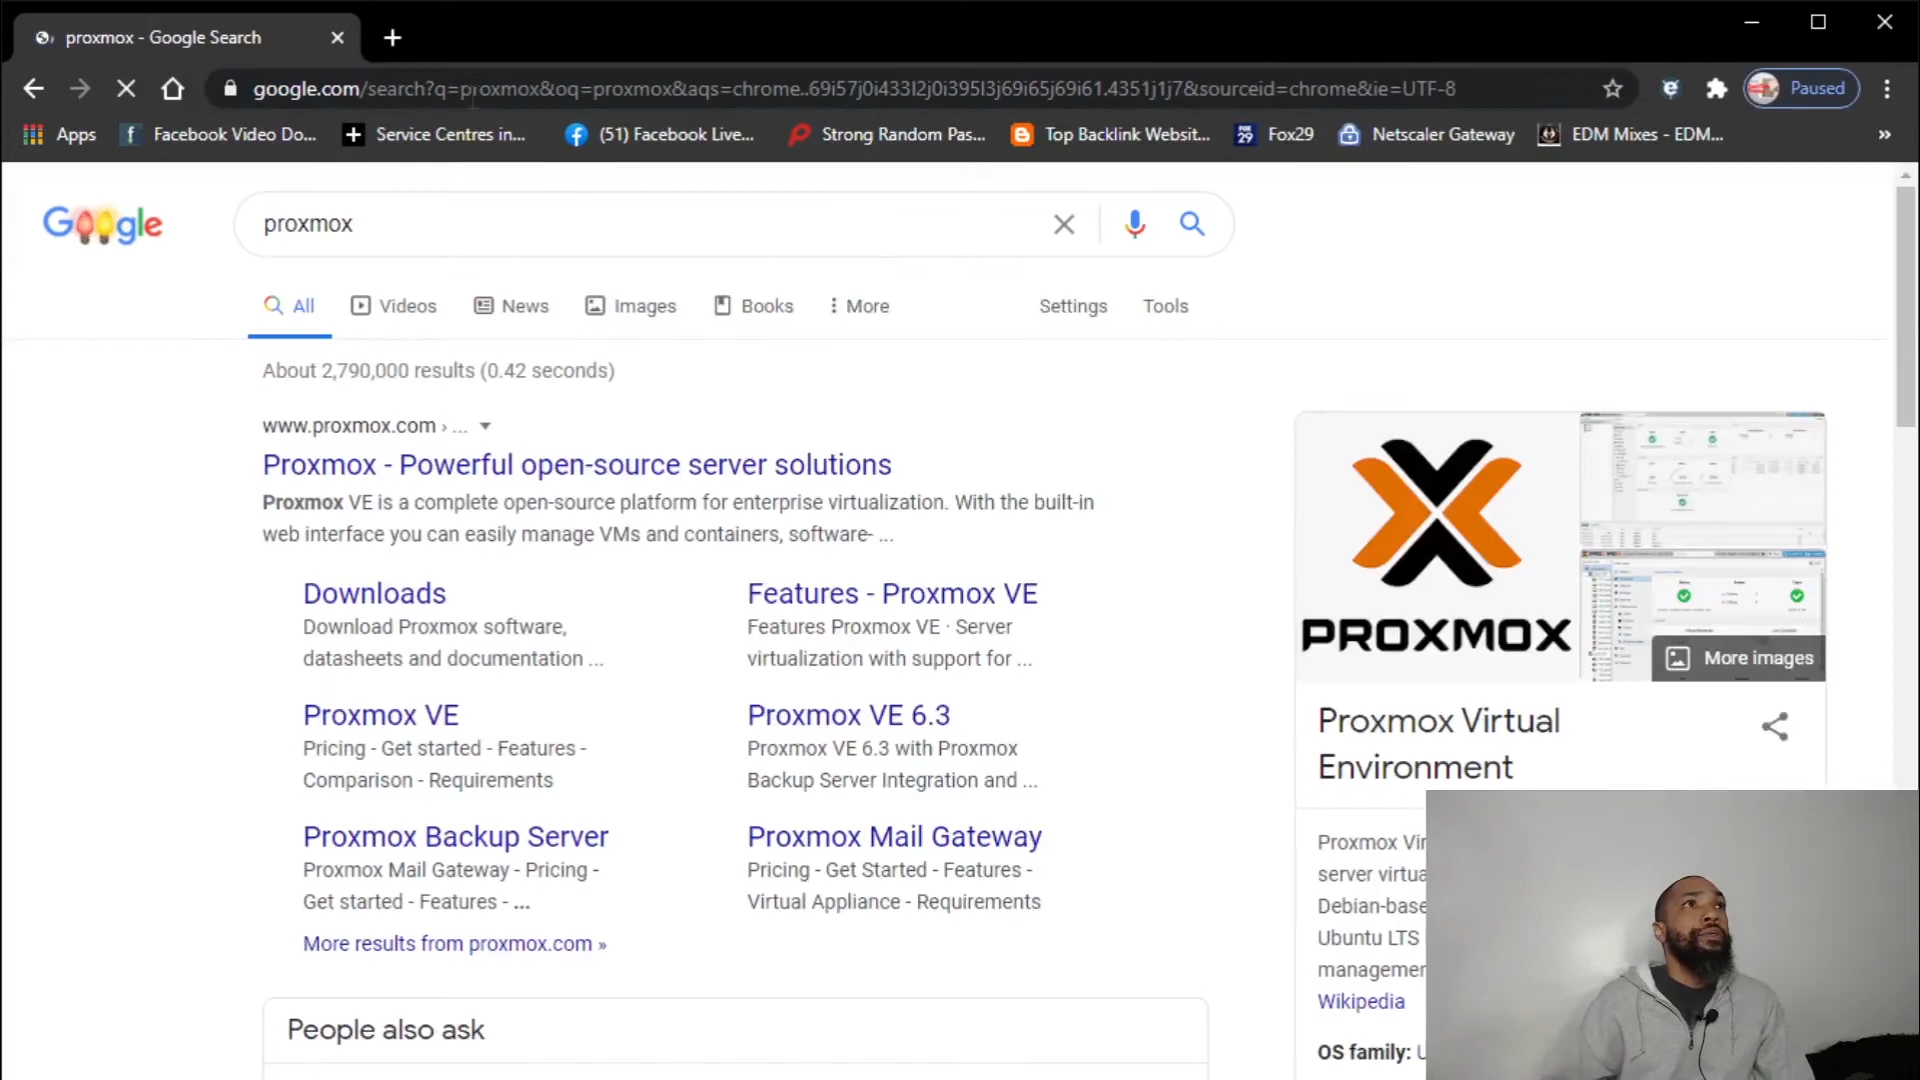 proxmox - Google Search
google.com/search?q=proxmox&oq=proxmox&aqs=chrome..69i57j0i433l2j0i395l3j69i65j69i61.4351j1j7&sourceid=chrome&ie=UTF-8
Paused
Apps
Facebook Video Do...
Service Centres in...
(51) Facebook Live...
Strong Random Pas...
Top Backlink Websit...
Fox29
Netscaler Gateway
EDM Mixes - EDM...
Google
proxmox
All
Videos
News
Images
Books
More
Settings
Tools
About 2,790,000 results (0.42 seconds)
www.proxmox.com › ...
Proxmox - Powerful open-source server solutions
Proxmox VE is a complete open-source platform for enterprise virtualization. With the built-in
web interface you can easily manage VMs and containers, software- ...
Downloads
Download Proxmox software,
datasheets and documentation ...
Features - Proxmox VE
Features Proxmox VE · Server
virtualization with support for ...
Proxmox VE
Pricing - Get started - Features -
Comparison - Requirements
Proxmox VE 6.3
Proxmox VE 6.3 with Proxmox
Backup Server Integration and ...
Proxmox Backup Server
Proxmox Mail Gateway - Pricing -
Get started - Features - ...
Proxmox Mail Gateway
Pricing - Get Started - Features -
Virtual Appliance - Requirements
More results from proxmox.com »
People also ask
PROXMOX
More images
Proxmox Virtual
Environment
Proxmox Vir
server virtua
Debian-base
Ubuntu LTS
managemer
Wikipedia
OS family: